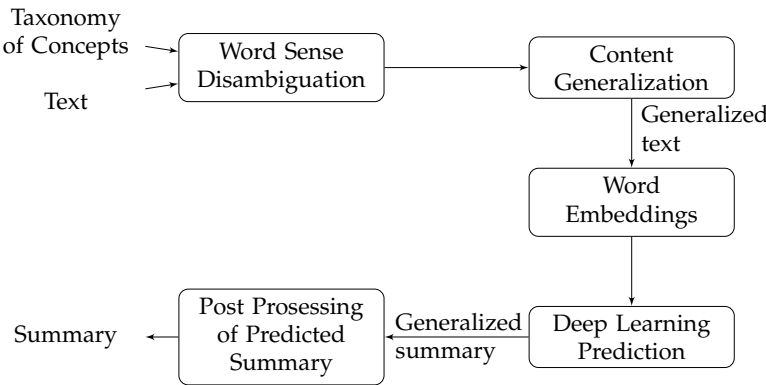 Taxonomy
of Concepts
Text
Word Sense
Disambiguation
Content
Generalization
Generalized
text
Word
Embeddings
Deep Learning
Prediction
Generalized
summary
Post Prosessing
of Predicted
Summary
Summary